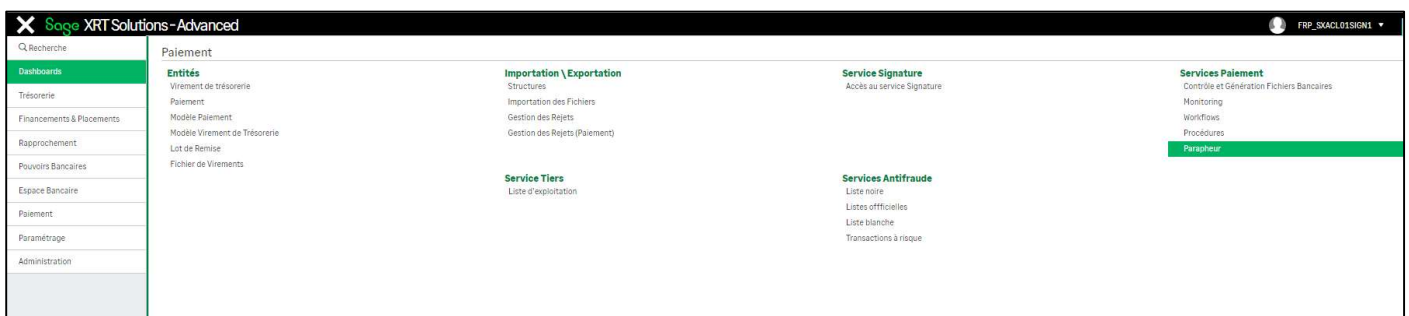 Sage XRT Solutions - Advanced
FRP_SXACL01SIGN1
Recherche
Dashboards
Trésorerie
Financements & Placements
Rapprochement
Pouvoirs Bancaires
Espace Bancaire
Paiement
Paramétrage
Administration
Paiement
Entités
Virement de trésorerie
Paiement
Modèle Paiement
Modèle Virement de Trésorerie
Lot de Remise
Fichier de Virements
Importation \ Exportation
Structures
Importation des Fichiers
Gestion des Rejets
Gestion des Rejets (Paiement)
Service Tiers
Liste d'exploitation
Service Signature
Accès au service Signature
Services Antifraude
Liste noire
Listes offficielles
Liste blanche
Transactions à risque
Services Paiement
Contrôle et Génération Fichiers Bancaires
Monitoring
Workflows
Procédures
Parapheur